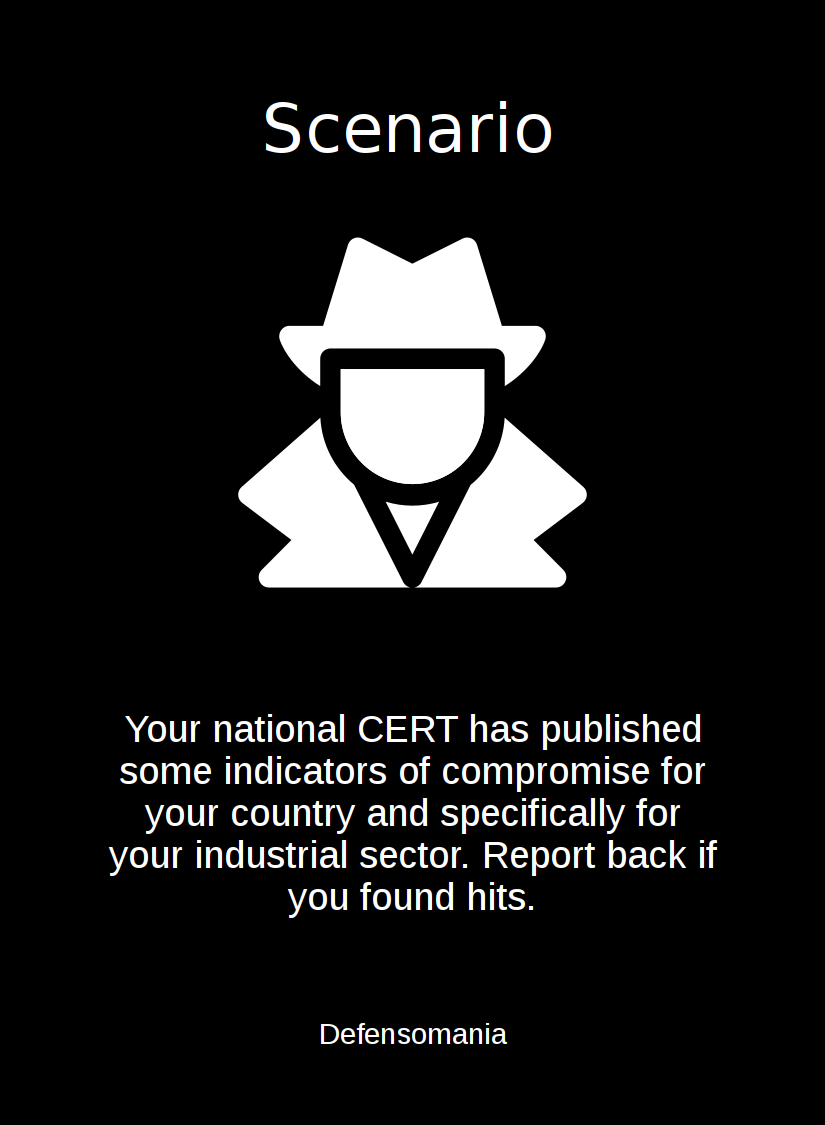 Scenario
Your national CERT has published
some indicators of compromise for
your country and specifically for
your industrial sector. Report back if
you found hits.
Defensomania